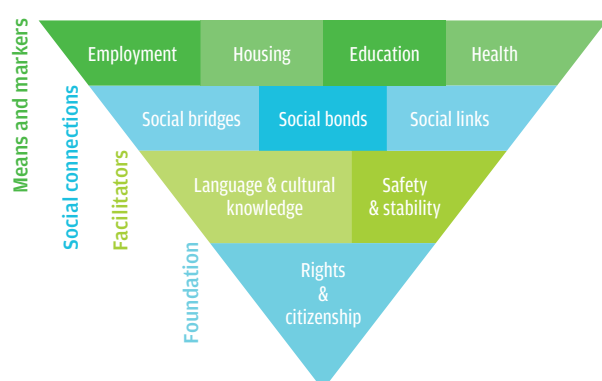 Means and markers
Employment
Housing
Education
Health
Social connections
Social bridges
Social bonds
Social links
Facilitators
Language & cultural
knowledge
Safety
& stability
Foundation
Rights
&
citizenship